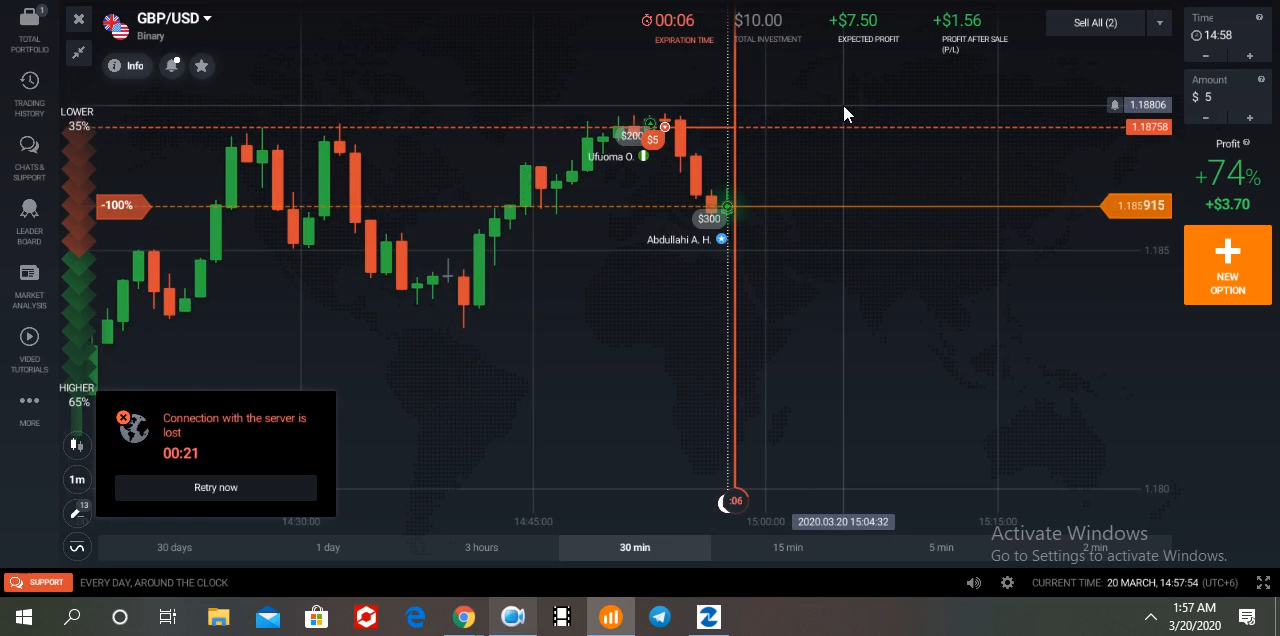 1
TOTAL
PORTFOLIO
TRADING
HISTORY
CHATS &
SUPPORT
LEADER
BOARD
MARKET
ANALYSIS
VIDEO
TUTORIALS
MORE
GBP/USD
Binary
Info
00:06
EXPIRATION TIME
$10.00
TOTAL INVESTMENT
+$7.50
EXPECTED PROFIT
+$1.56
PROFIT AFTER SALE
(P/L)
Sell All (2)
Time
14:58
- +
Amount
$ 5
- +
Profit
+74%
+$3.70
+
NEW
OPTION
LOWER
35%
-100%
HIGHER
65%
1m
13
$200
$5
Ufuoma O.
$300
Abdullahi A. H.
1.18806
1.18758
1.185915
1.185
1.180
Connection with the server is
lost
00:21
Retry now
:06
14:30:00 14:45:00 15:00:00 2020.03.20 15:04:32 15:15:00
30 days 1 day 3 hours 30 min 15 min 5 min 2 min
Activate Windows
Go to Settings to activate Windows.
SUPPORT EVERY DAY, AROUND THE CLOCK
CURRENT TIME: 20 MARCH, 14:57:54 (UTC+6)
1:57 AM
3/20/2020